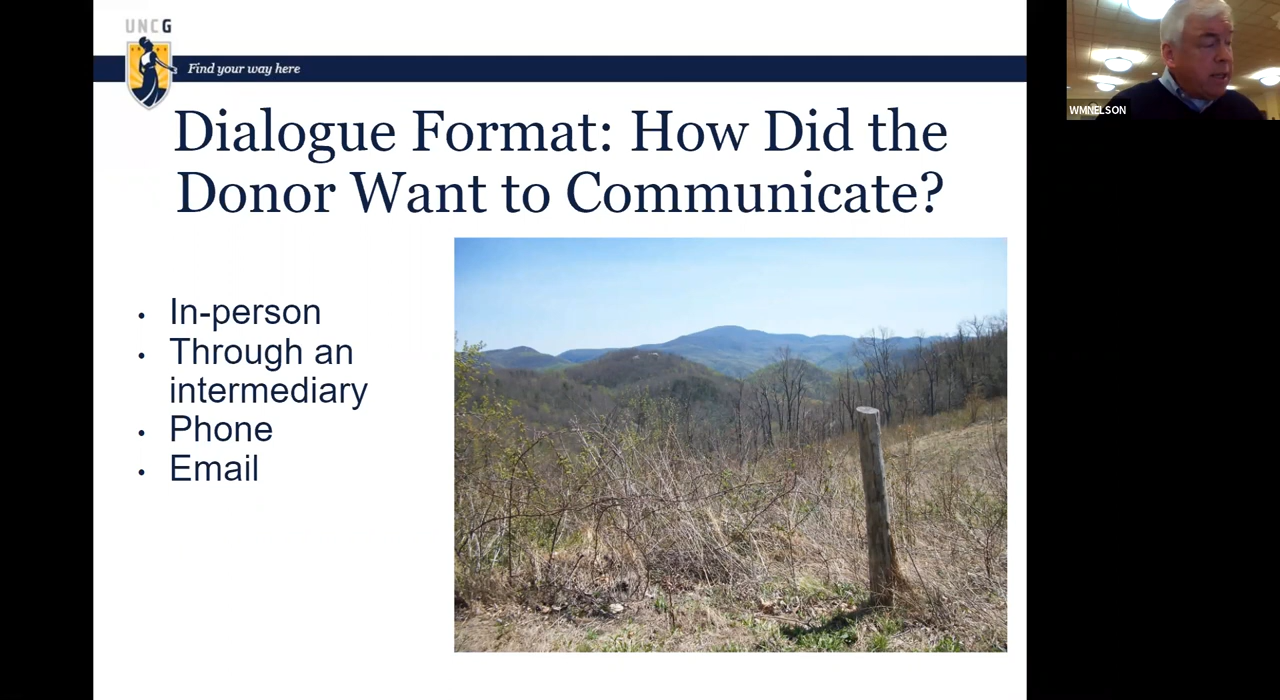 UNCG
Find your way here
Dialogue Format: How Did the
Donor Want to Communicate?
• In-person
• Through an
intermediary
• Phone
• Email
WMNELSON